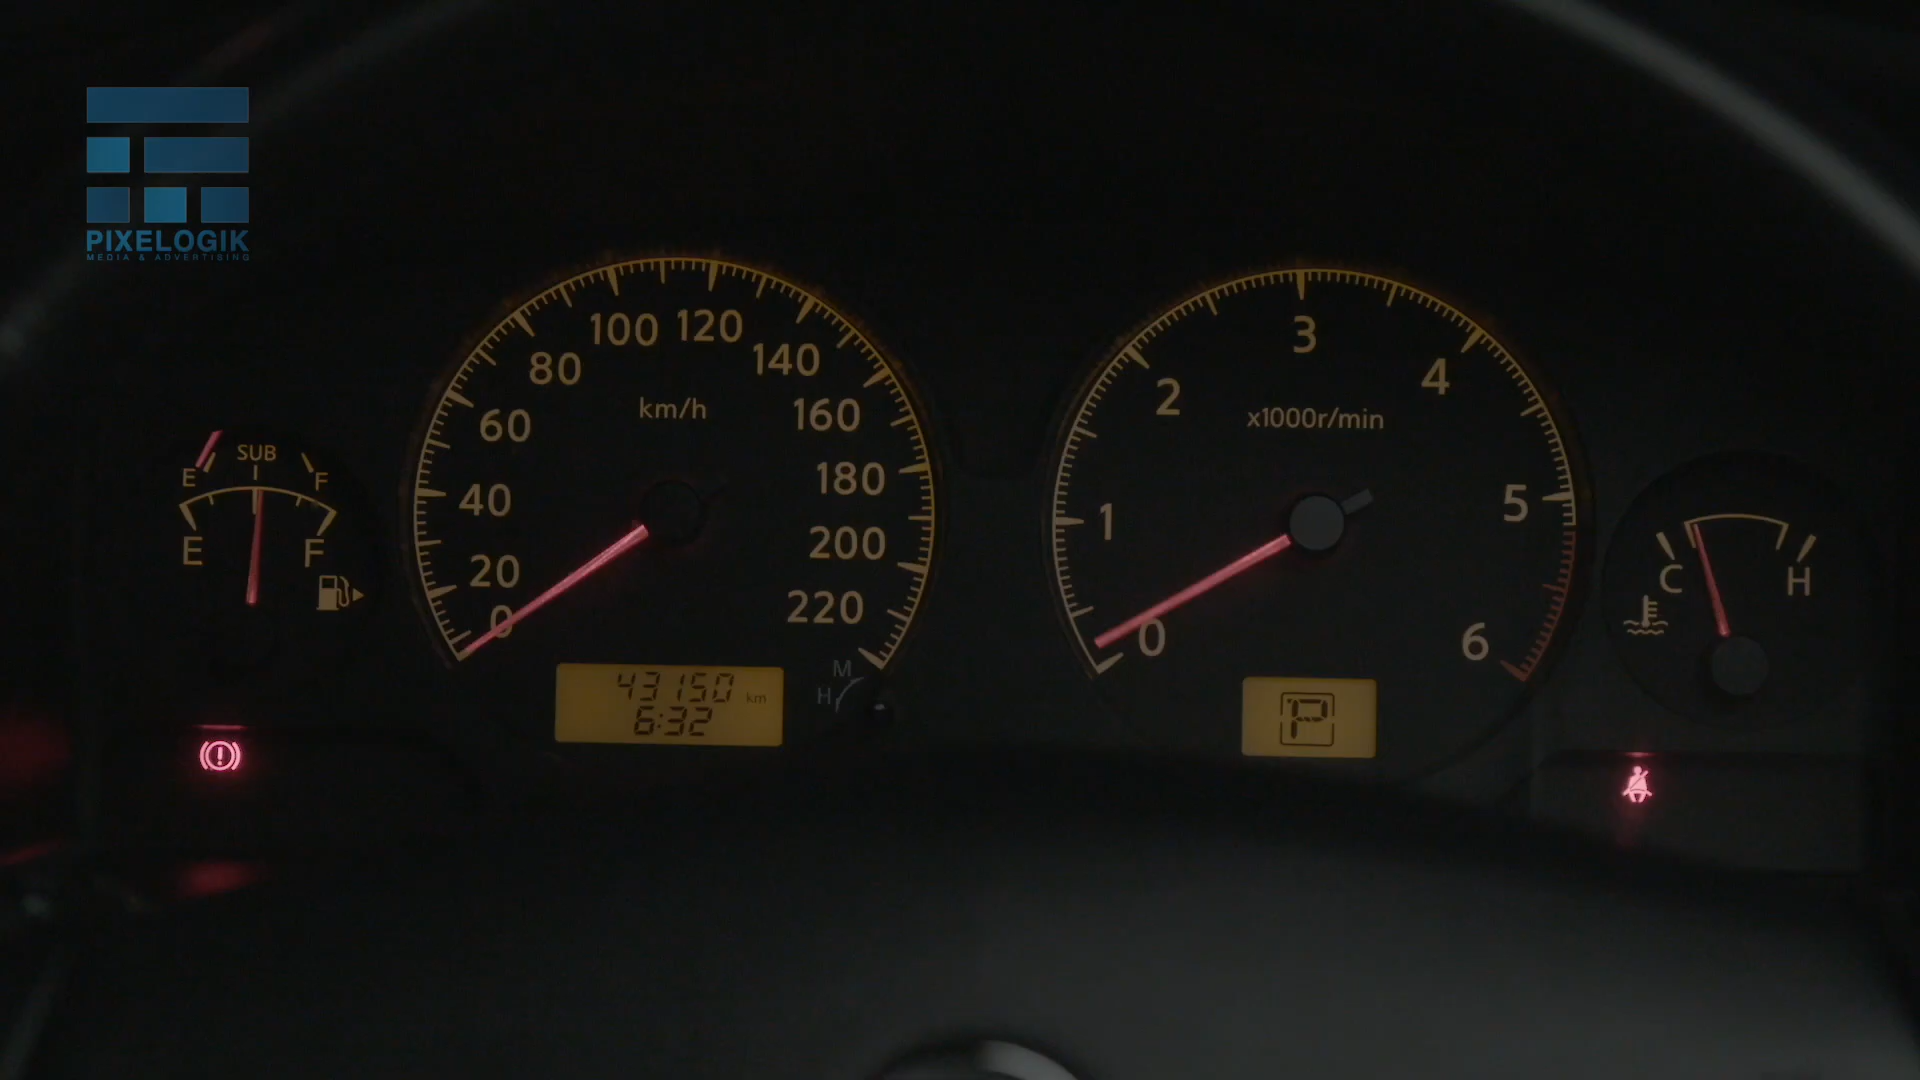 PIXELOGIK
MEDIA & ADVERTISING
E SUB F
E F
0 20 40 60 80 100 120 140 160 180 200 220
km/h
43150 km
6:32
H M
0 1 2 3 4 5 6
x1000r/min
P
C H